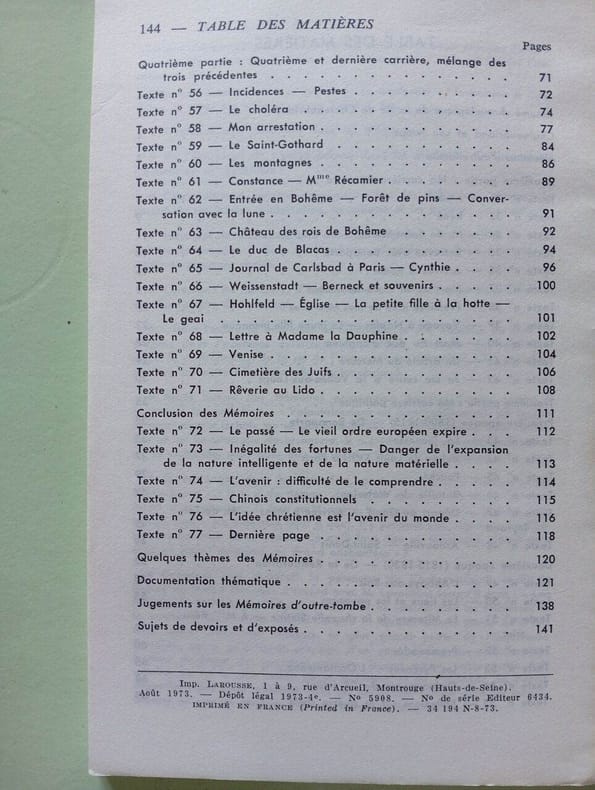 144 — TABLE DES MATIÈRES
Pages
Quatrième partie : Quatrième et dernière carrière, mélange des
trois précédentes . . . . . . . . . . . . . . 71
Texte n° 56 — Incidences — Pestes . . . . . . . . . . 72
Texte n° 57 — Le choléra . . . . . . . . . . . . 74
Texte n° 58 — Mon arrestation . . . . . . . . . . . 77
Texte n° 59 — Le Saint-Gothard . . . . . . . . . . . 84
Texte n° 60 — Les montagnes . . . . . . . . . . . 86
Texte n° 61 — Constance — Mme Récamier . . . . . . . . 89
Texte n° 62 — Entrée en Bohême — Forêt de pins — Conver-
sation avec la lune . . . . . . . . . . . . . . 91
Texte n° 63 — Château des rois de Bohême . . . . . . . 92
Texte n° 64 — Le duc de Blacas . . . . . . . . . . 94
Texte n° 65 — Journal de Carlsbad à Paris — Cynthie . . . . 96
Texte n° 66 — Weissenstadt — Berneck et souvenirs . . . . . 100
Texte n° 67 — Hohlfeld — Église — La petite fille à la hotte —
Le geai . . . . . . . . . . . . . . . . . 101
Texte n° 68 — Lettre à Madame la Dauphine . . . . . . . 102
Texte n° 69 — Venise . . . . . . . . . . . . . 104
Texte n° 70 — Cimetière des Juifs . . . . . . . . . . 106
Texte n° 71 — Rêverie au Lido . . . . . . . . . . . 108
Conclusion des Mémoires . . . . . . . . . . . . . 111
Texte n° 72 — Le passé — Le vieil ordre européen expire . . . 112
Texte n° 73 — Inégalité des fortunes — Danger de l'expansion
de la nature intelligente et de la nature matérielle . . . . 113
Texte n° 74 — L'avenir : difficulté de le comprendre . . . . . 114
Texte n° 75 — Chinois constitutionnels . . . . . . . . . 115
Texte n° 76 — L'idée chrétienne est l'avenir du monde . . . . 116
Texte n° 77 — Dernière page . . . . . . . . . . . 118
Quelques thèmes des Mémoires . . . . . . . . . . . 120
Documentation thématique . . . . . . . . . . . . . 121
Jugements sur les Mémoires d'outre-tombe . . . . . . . . . 138
Sujets de devoirs et d'exposés . . . . . . . . . . . . 141
Imp. LAROUSSE, 1 à 9, rue d'Arcueil, Montrouge (Hauts-de-Seine).
Août 1973. — Dépôt légal 1973-4e. — No 5908. — No de série Editeur 6434.
IMPRIMÉ EN FRANCE (Printed in France). — 34 194 N-8-73.